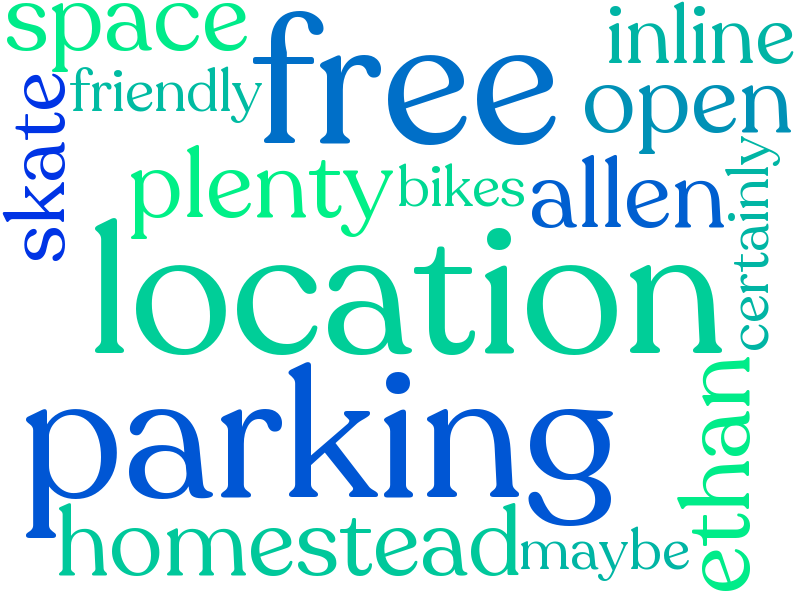 space
free
inline
friendly
open
skate
plenty
bikes
allen
certainly
location
parking
ethan
homestead
maybe